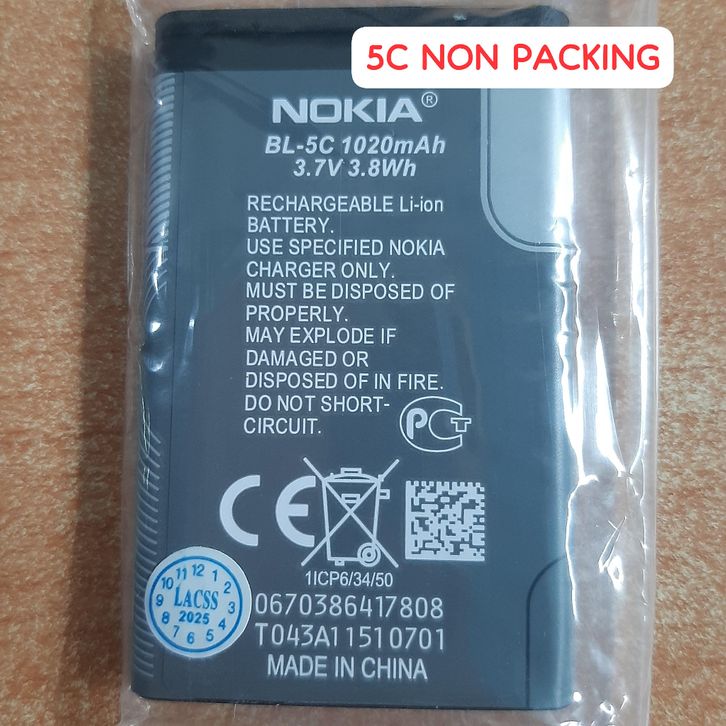 5C NON PACKING
NOKIA®
BL-5C 1020mAh
3.7V 3.8Wh
RECHARGEABLE Li-ion
BATTERY.
USE SPECIFIED NOKIA
CHARGER ONLY.
MUST BE DISPOSED OF
PROPERLY.
MAY EXPLODE IF
DAMAGED OR
DISPOSED OF IN FIRE.
DO NOT SHORT-
CIRCUIT.
PCT
CE
1ICP6/34/50
0670386417808
T043A11510701
MADE IN CHINA
12 1 2 3 4 5 6 7 8 9 10 11
LACSS
2025